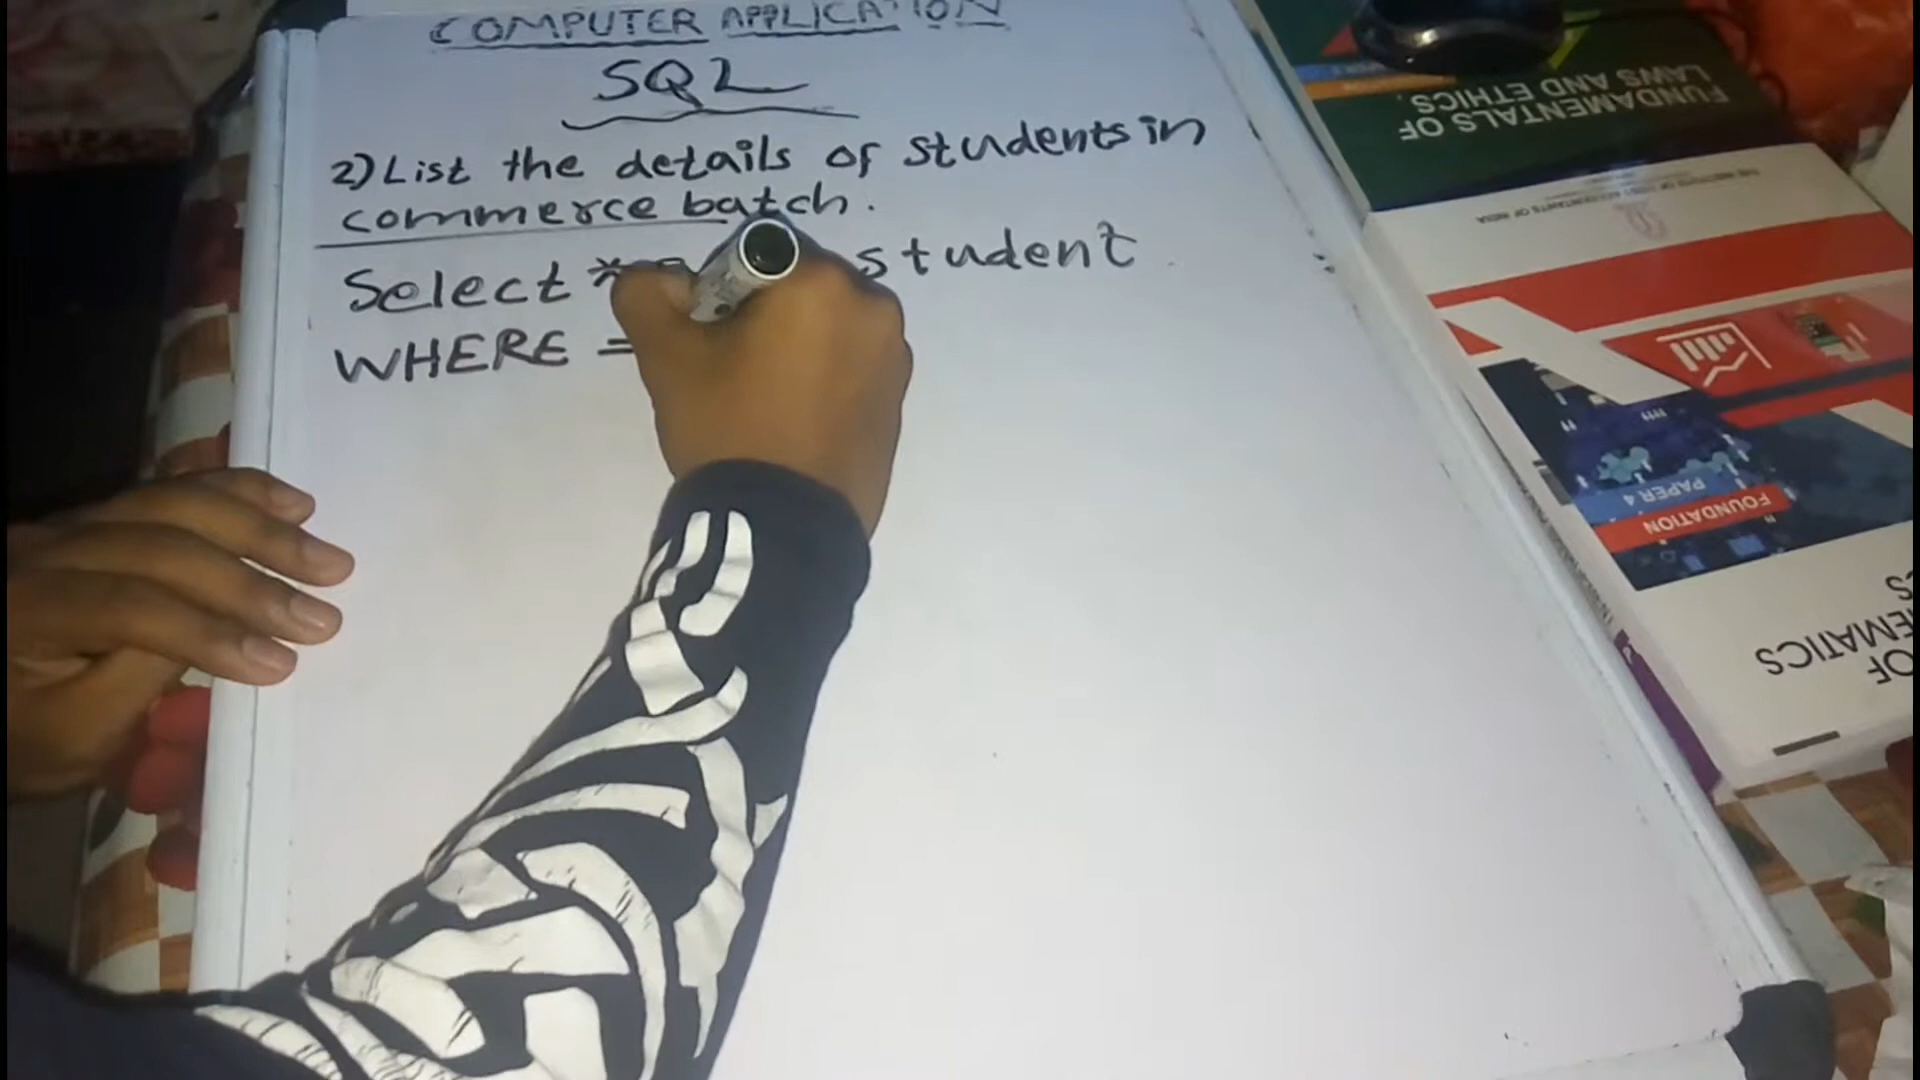 COMPUTER APPLICATION
SQL
2) List the details of students in
commerce batch.
Select * student
WHERE =
FUNDAMENTALS OF
LAWS AND ETHICS
FOUNDATION
PAPER 4
OF